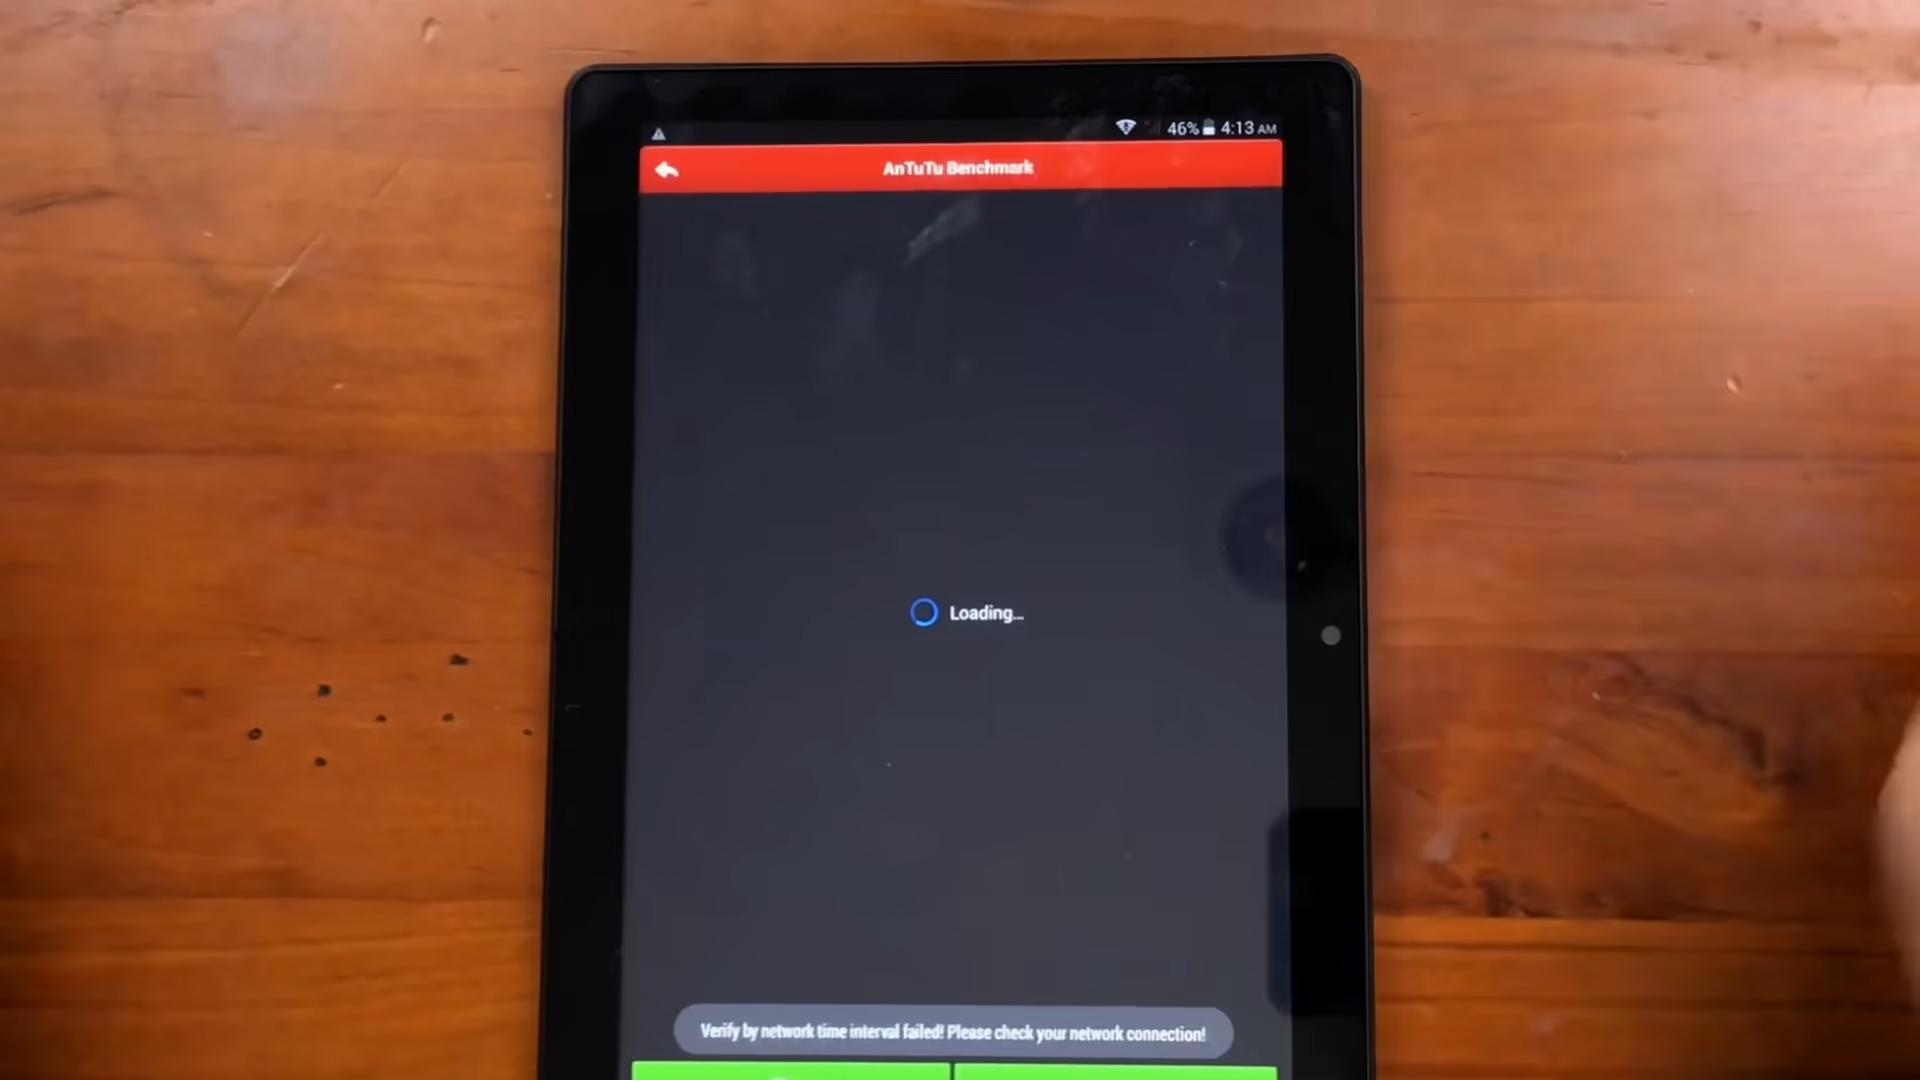 46% 4:13 AM
AnTuTu Benchmark
Loading...
Verify by network time interval failed! Please check your network connection!